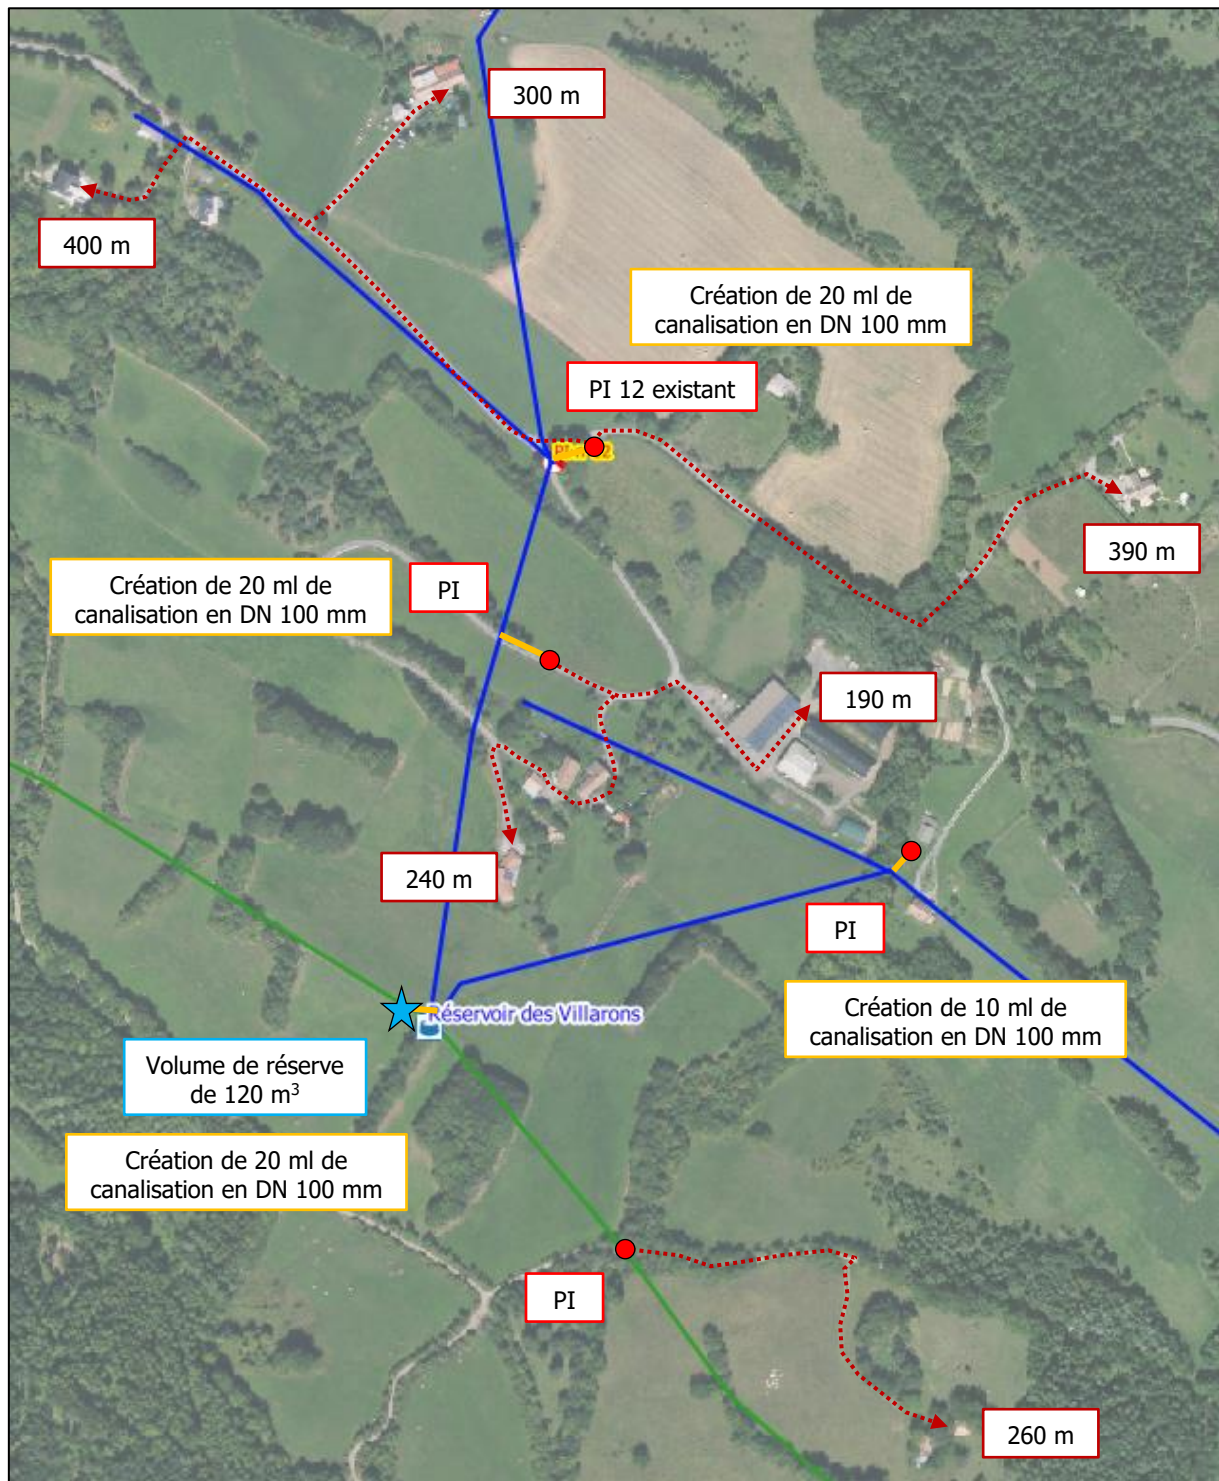 300 m
400 m
Création de 20 ml de
canalisation en DN 100 mm
PI 12 existant
390 m
Création de 20 ml de
canalisation en DN 100 mm
PI
190 m
240 m
PI
Réservoir des Villarons
Création de 10 ml de
canalisation en DN 100 mm
Volume de réserve
de 120 m³
Création de 20 ml de
canalisation en DN 100 mm
PI
260 m